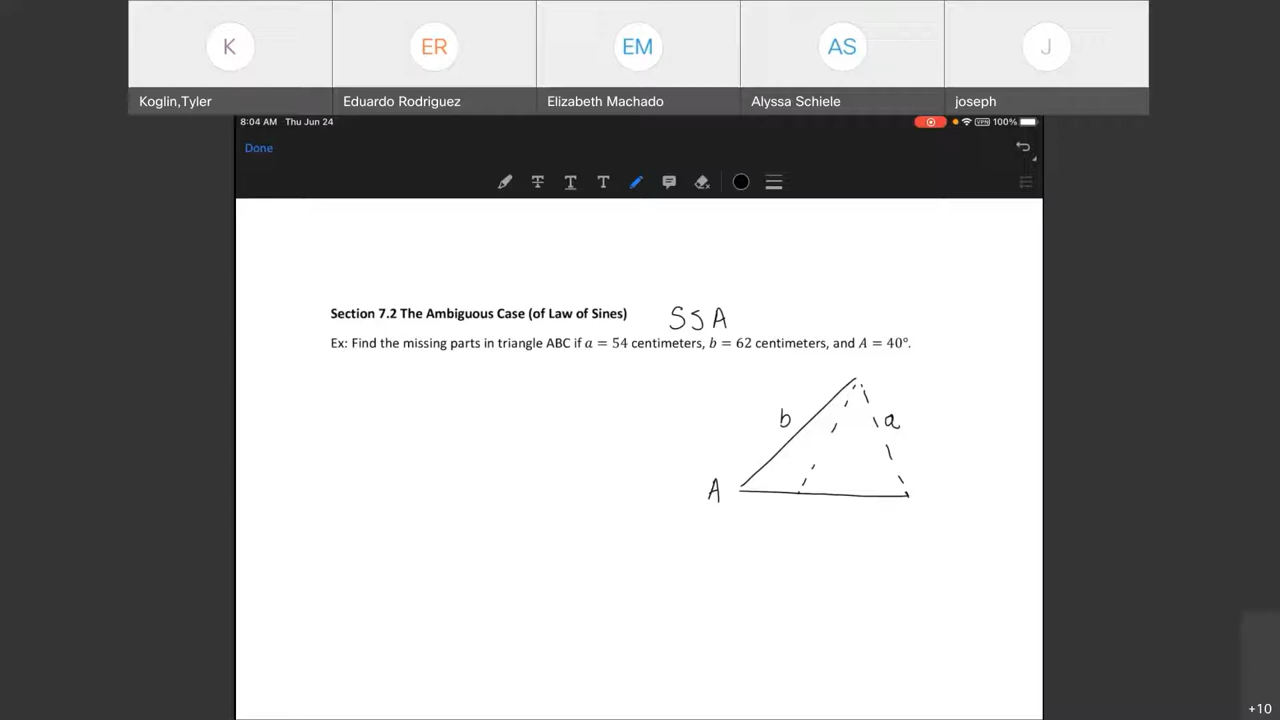 K ER EM AS J
Koglin,Tyler Eduardo Rodriguez Elizabeth Machado Alyssa Schiele joseph
8:04 AM Thu Jun 24 VPN 100%
Done
T T T
Section 7.2 The Ambiguous Case (of Law of Sines) SSA
Ex: Find the missing parts in triangle ABC if a = 54 centimeters, b = 62 centimeters, and A = 40°.
b a
A
+10